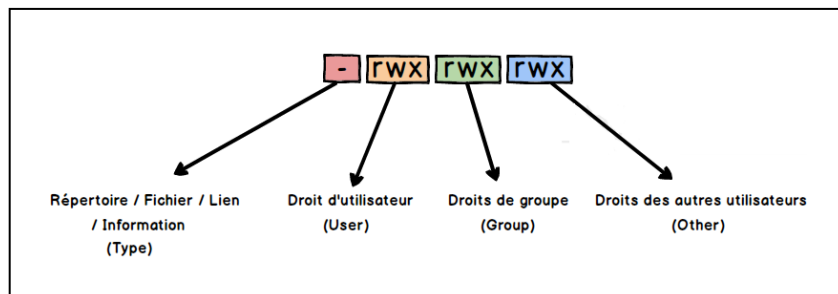 - rwx rwx rwx
Répertoire / Fichier / Lien
/ Information
(Type)
Droit d'utilisateur
(User)
Droits de groupe
(Group)
Droits des autres utilisateurs
(Other)